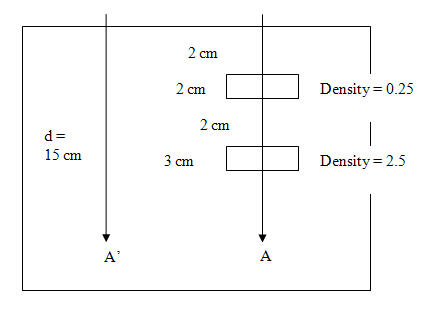 2 cm
2 cm
Density = 0.25
2 cm
d =
15 cm
3 cm
Density = 2.5
A’
A